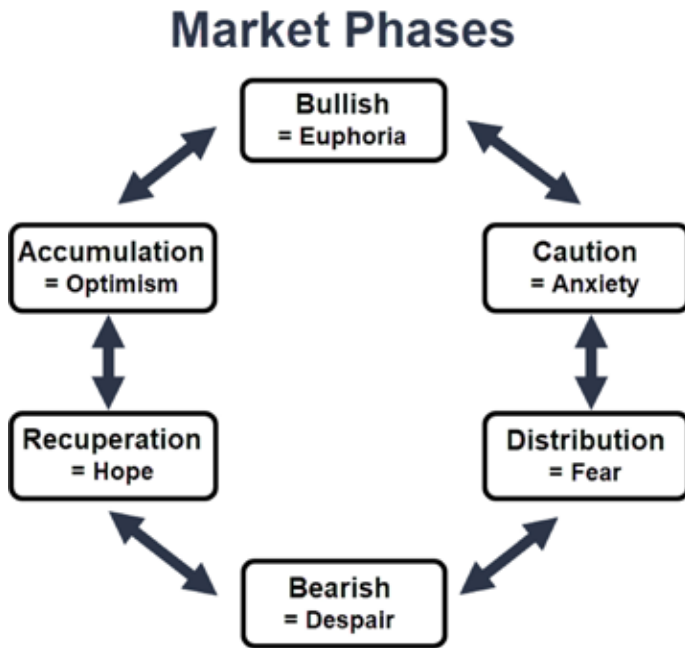 Market Phases
Bullish
= Euphoria
Accumulation
= Optimism
Caution
= Anxiety
Recuperation
= Hope
Distribution
= Fear
Bearish
= Despair